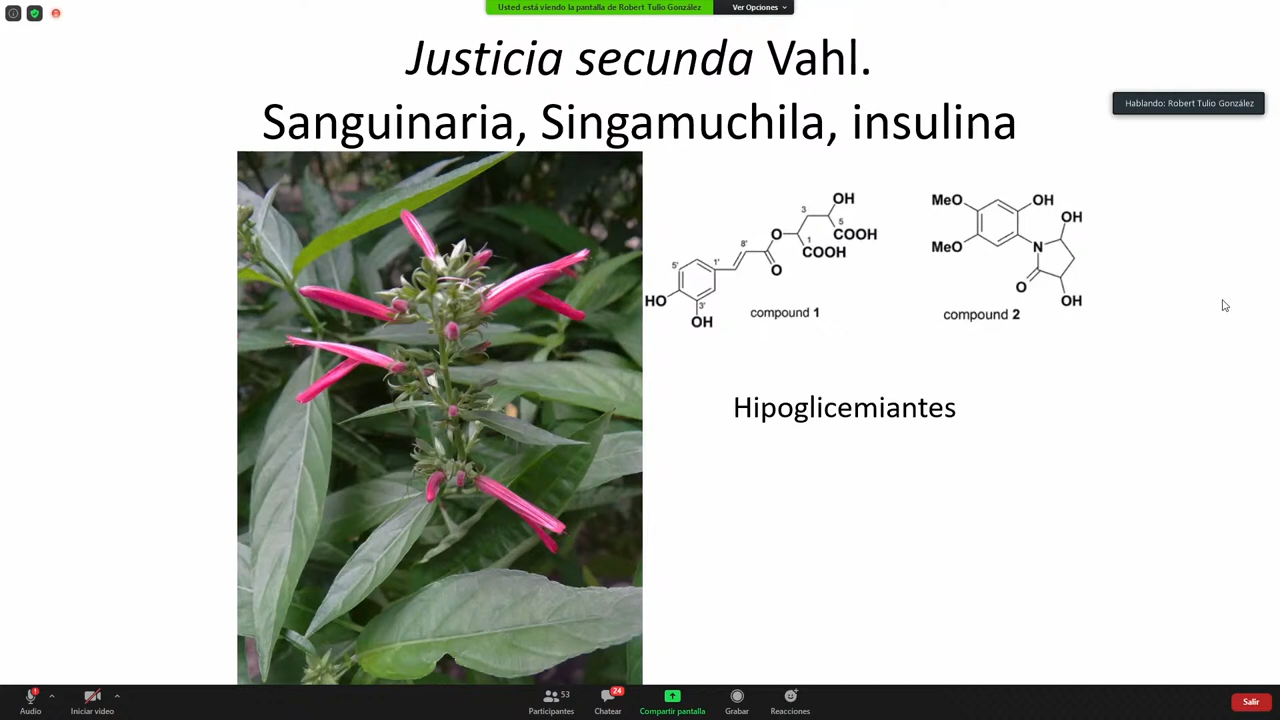 Usted está viendo la pantalla de Robert Tulio González
Ver Opciones
Justicia secunda Vahl.
Sanguinaria, Singamuchila, insulina
Hablando: Robert Tulio González
OH
3
5
COOH
O
1
COOH
8'
O
1'
5'
HO
3'
OH
compound 1
MeO
OH
OH
MeO
N
O
OH
compound 2
Hipoglicemiantes
Audio
Iniciar video
53
Participantes
24
Chatear
Compartir pantalla
Grabar
Reacciones
Salir